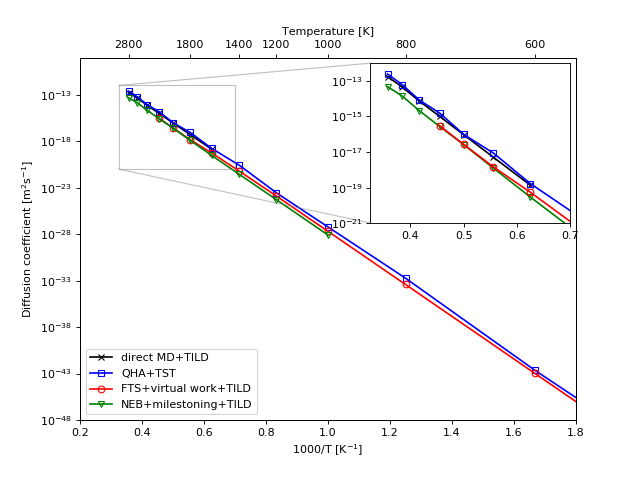 Temperature [K]
2800 1800 1400 1200 1000 800 600
Diffusion coefficient [m²s⁻¹]
10⁻¹³
10⁻¹⁸
10⁻²³
10⁻²⁸
10⁻³³
10⁻³⁸
10⁻⁴³
10⁻⁴⁸
10⁻¹³
10⁻¹⁵
10⁻¹⁷
10⁻¹⁹
10⁻²¹
0.4 0.5 0.6 0.7
direct MD+TILD
QHA+TST
FTS+virtual work+TILD
NEB+milestoning+TILD
0.2 0.4 0.6 0.8 1.0 1.2 1.4 1.6 1.8
1000/T [K⁻¹]